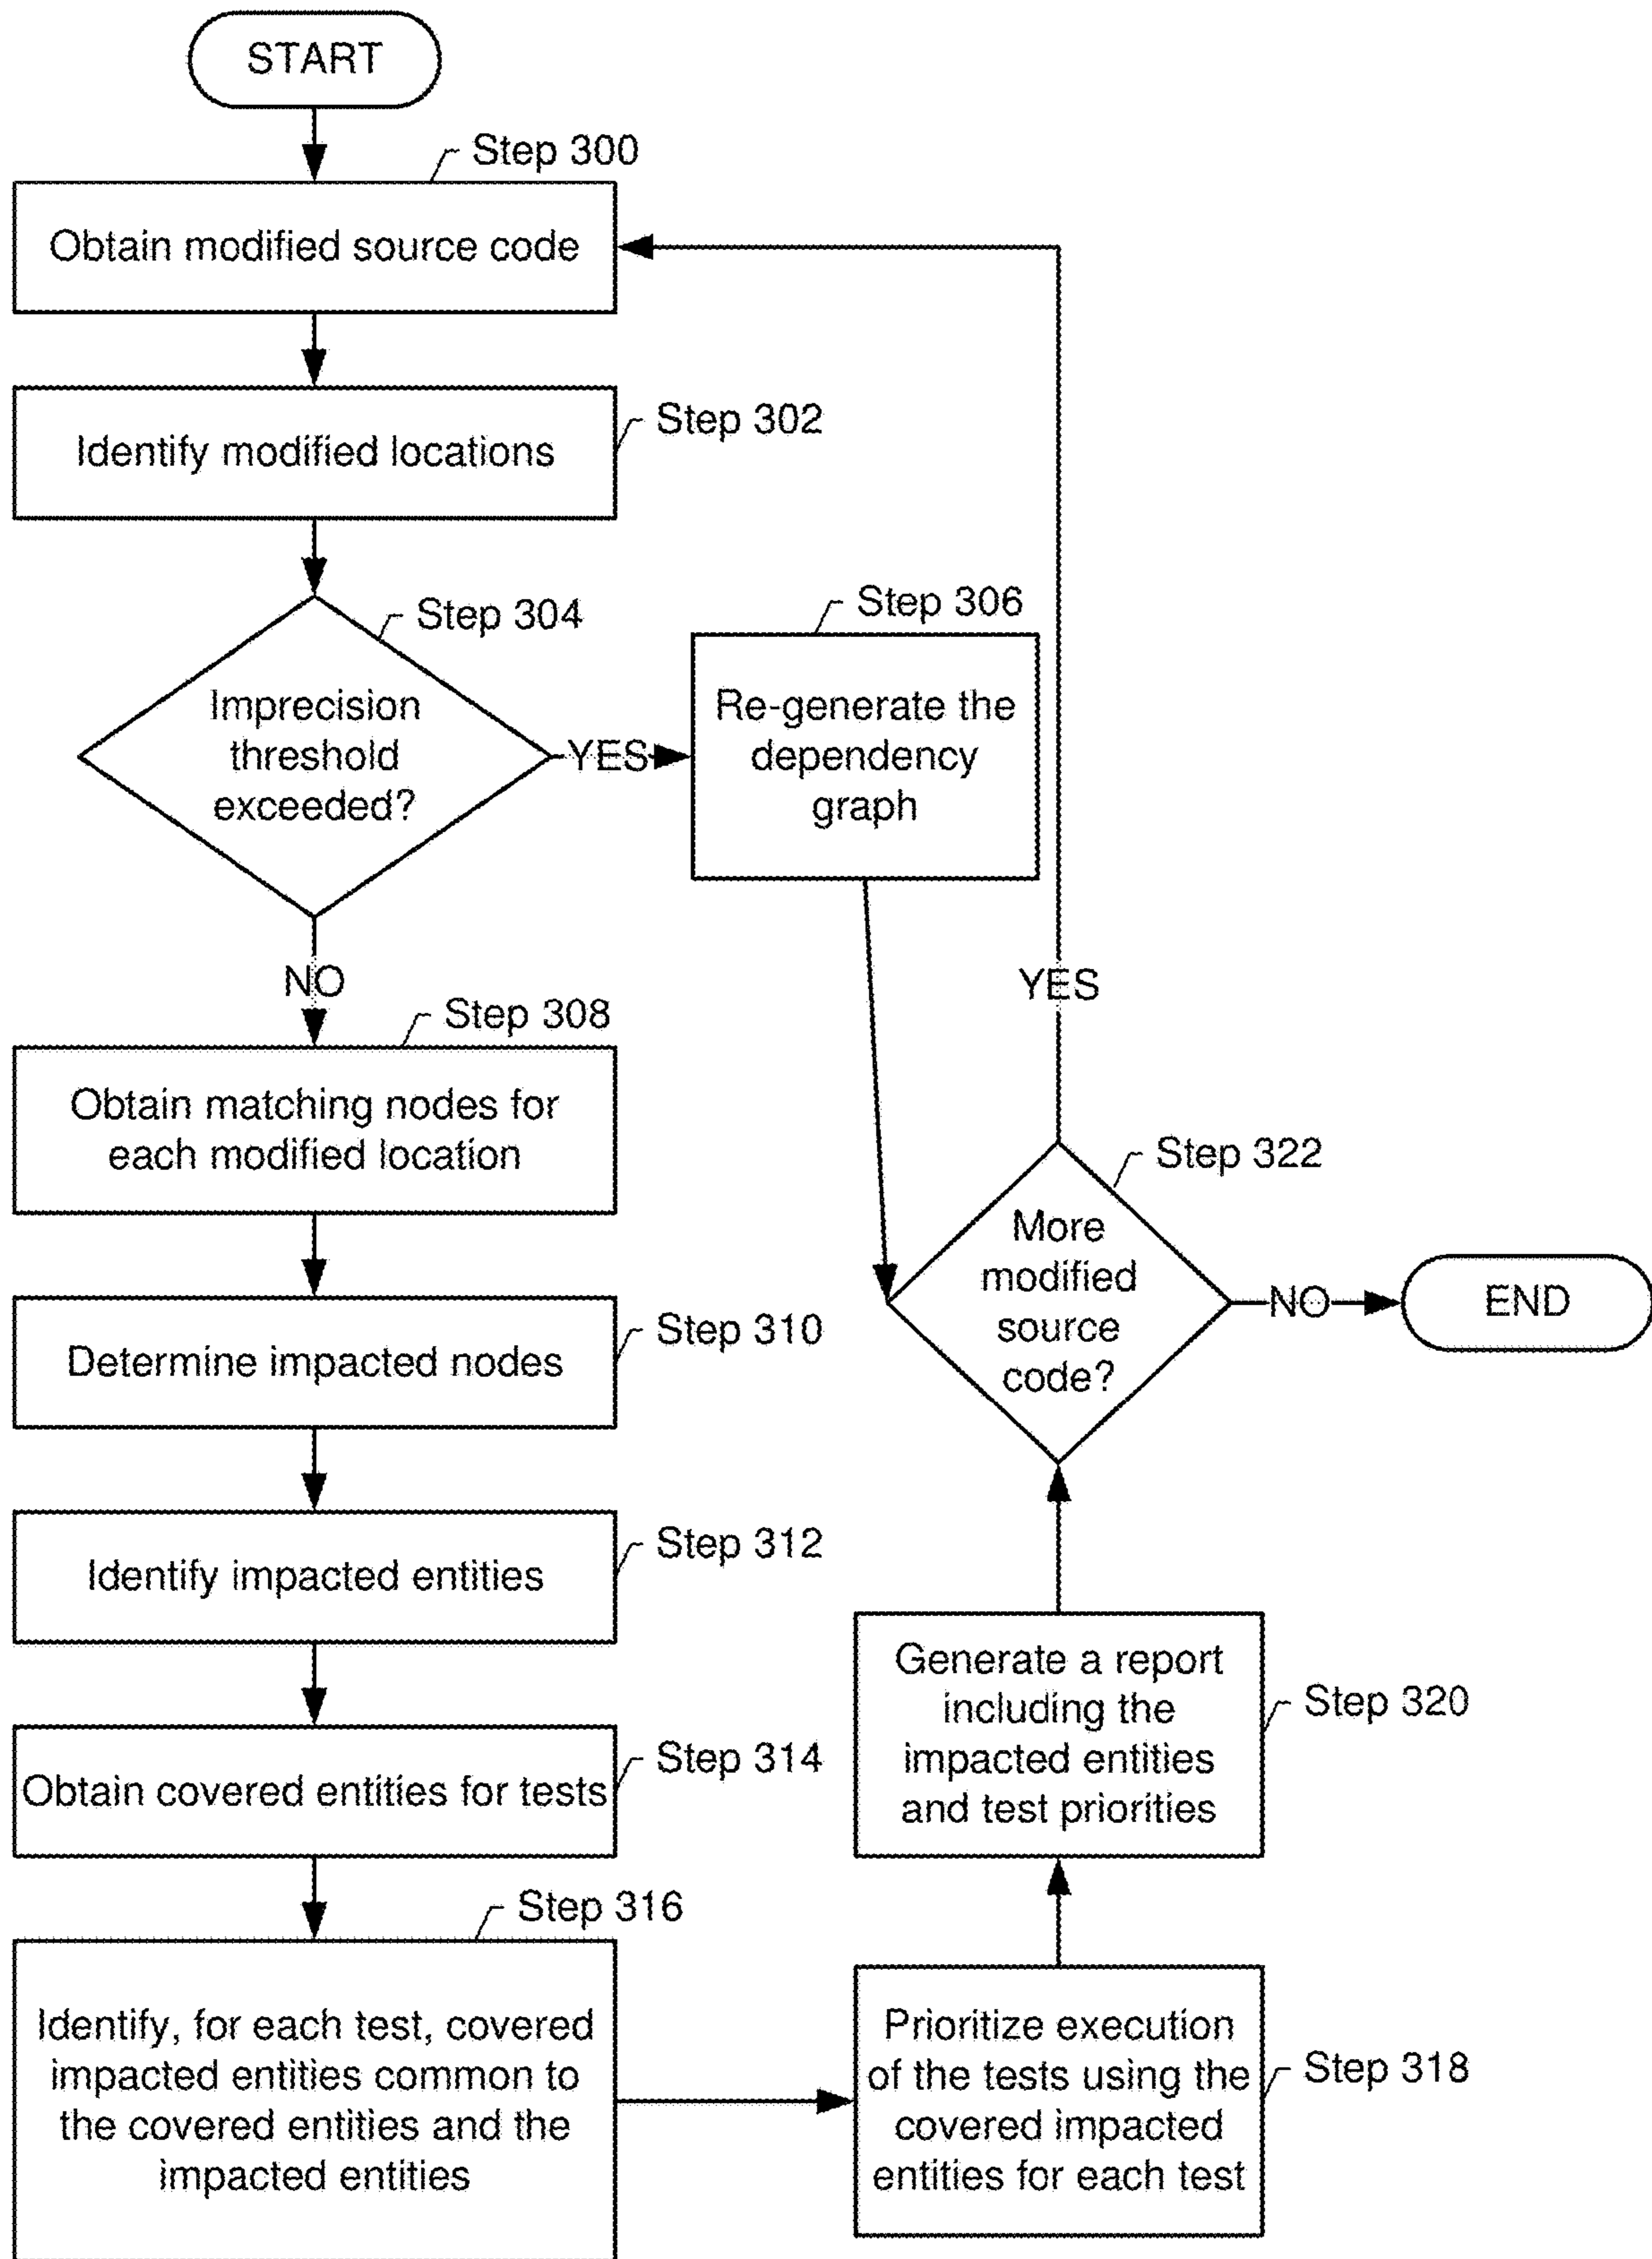 START
Step 300
Obtain modified source code
Step 302
Identify modified locations
Step 304
Imprecision
threshold
exceeded?
YES
Step 306
Re-generate the
dependency
graph
NO
Step 308
Obtain matching nodes for
each modified location
Step 310
Determine impacted nodes
Step 312
Identify impacted entities
Step 314
Obtain covered entities for tests
Step 316
Identify, for each test, covered
impacted entities common to
the covered entities and the
impacted entities
Step 318
Prioritize execution
of the tests using the
covered impacted
entities for each test
Step 320
Generate a report
including the
impacted entities
and test priorities
Step 322
More
modified
source
code?
YES
NO
END